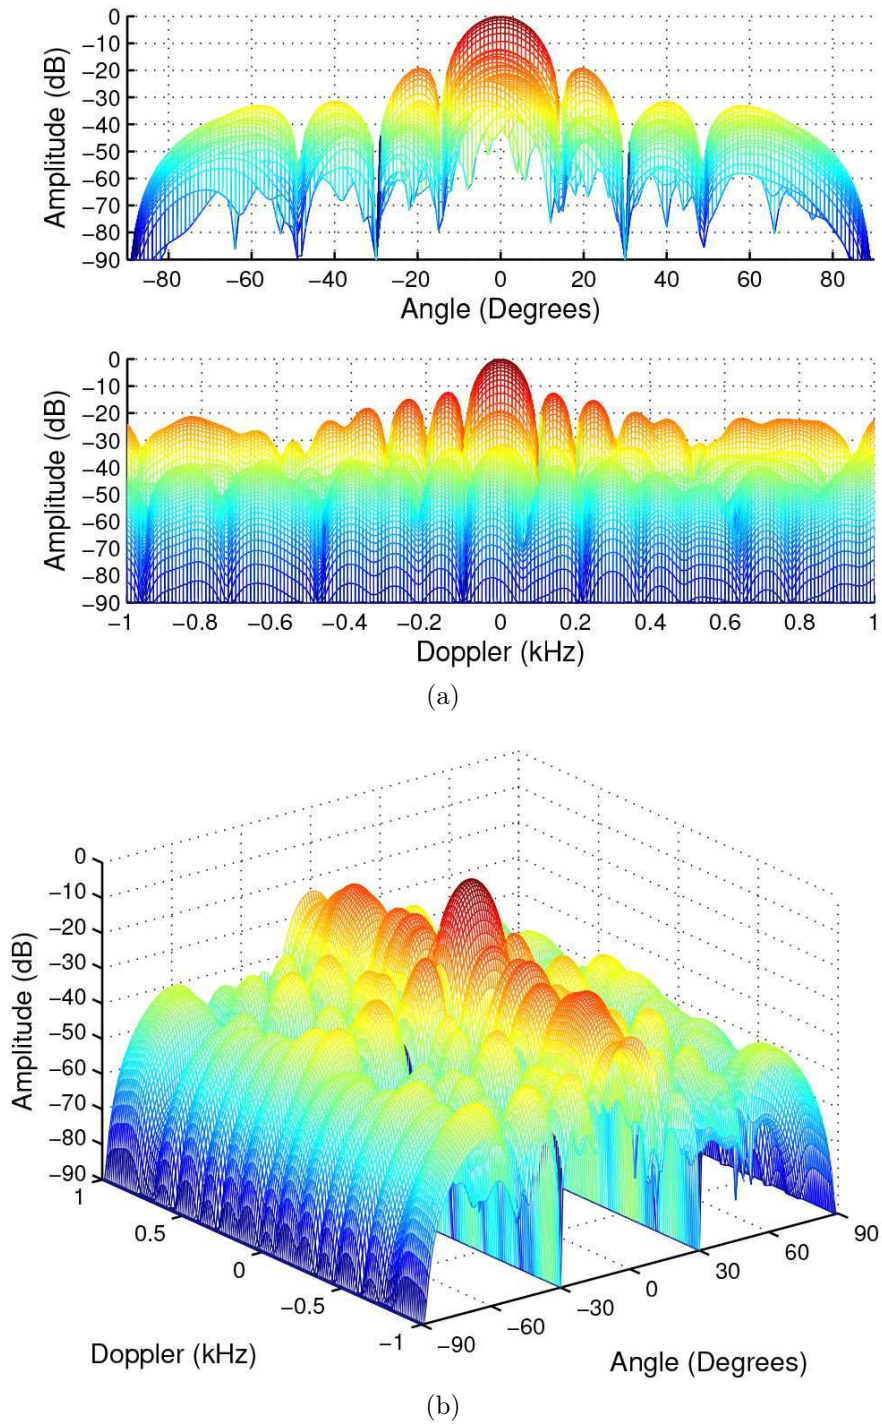 0
−10
−20
−30
−40
−50
−60
−70
−80
−90
Amplitude (dB)
−80 −60 −40 −20 0 20 40 60 80
Angle (Degrees)
0
−10
−20
−30
−40
−50
−60
−70
−80
−90
Amplitude (dB)
−1 −0.8 −0.6 −0.4 −0.2 0 0.2 0.4 0.6 0.8 1
Doppler (kHz)
(a)
0
−10
−20
−30
−40
−50
−60
−70
−80
−90
Amplitude (dB)
1
0.5
0
−0.5
−1
Doppler (kHz)
−90 −60 −30 0 30 60 90
Angle (Degrees)
(b)